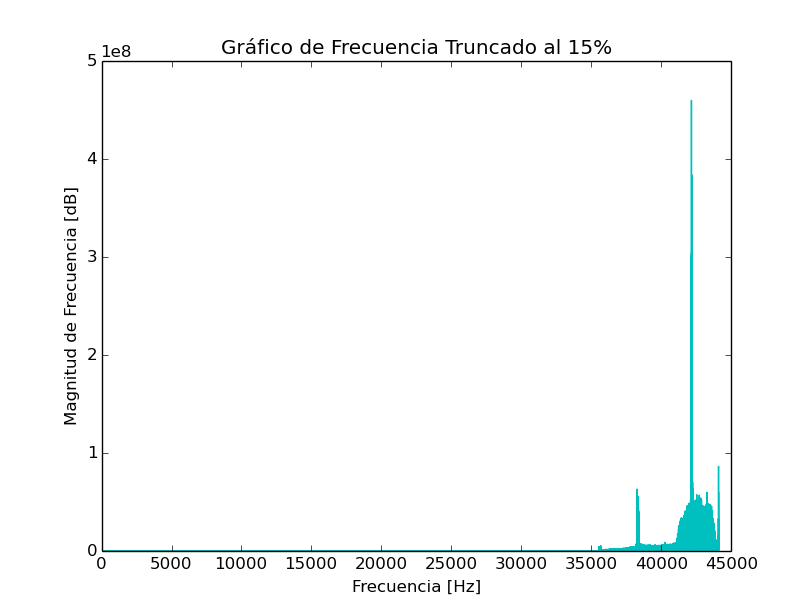 Gráfico de Frecuencia Truncado al 15%
1e8
5
4
3
2
1
0
Magnitud de Frecuencia [dB]
0 5000 10000 15000 20000 25000 30000 35000 40000 45000
Frecuencia [Hz]